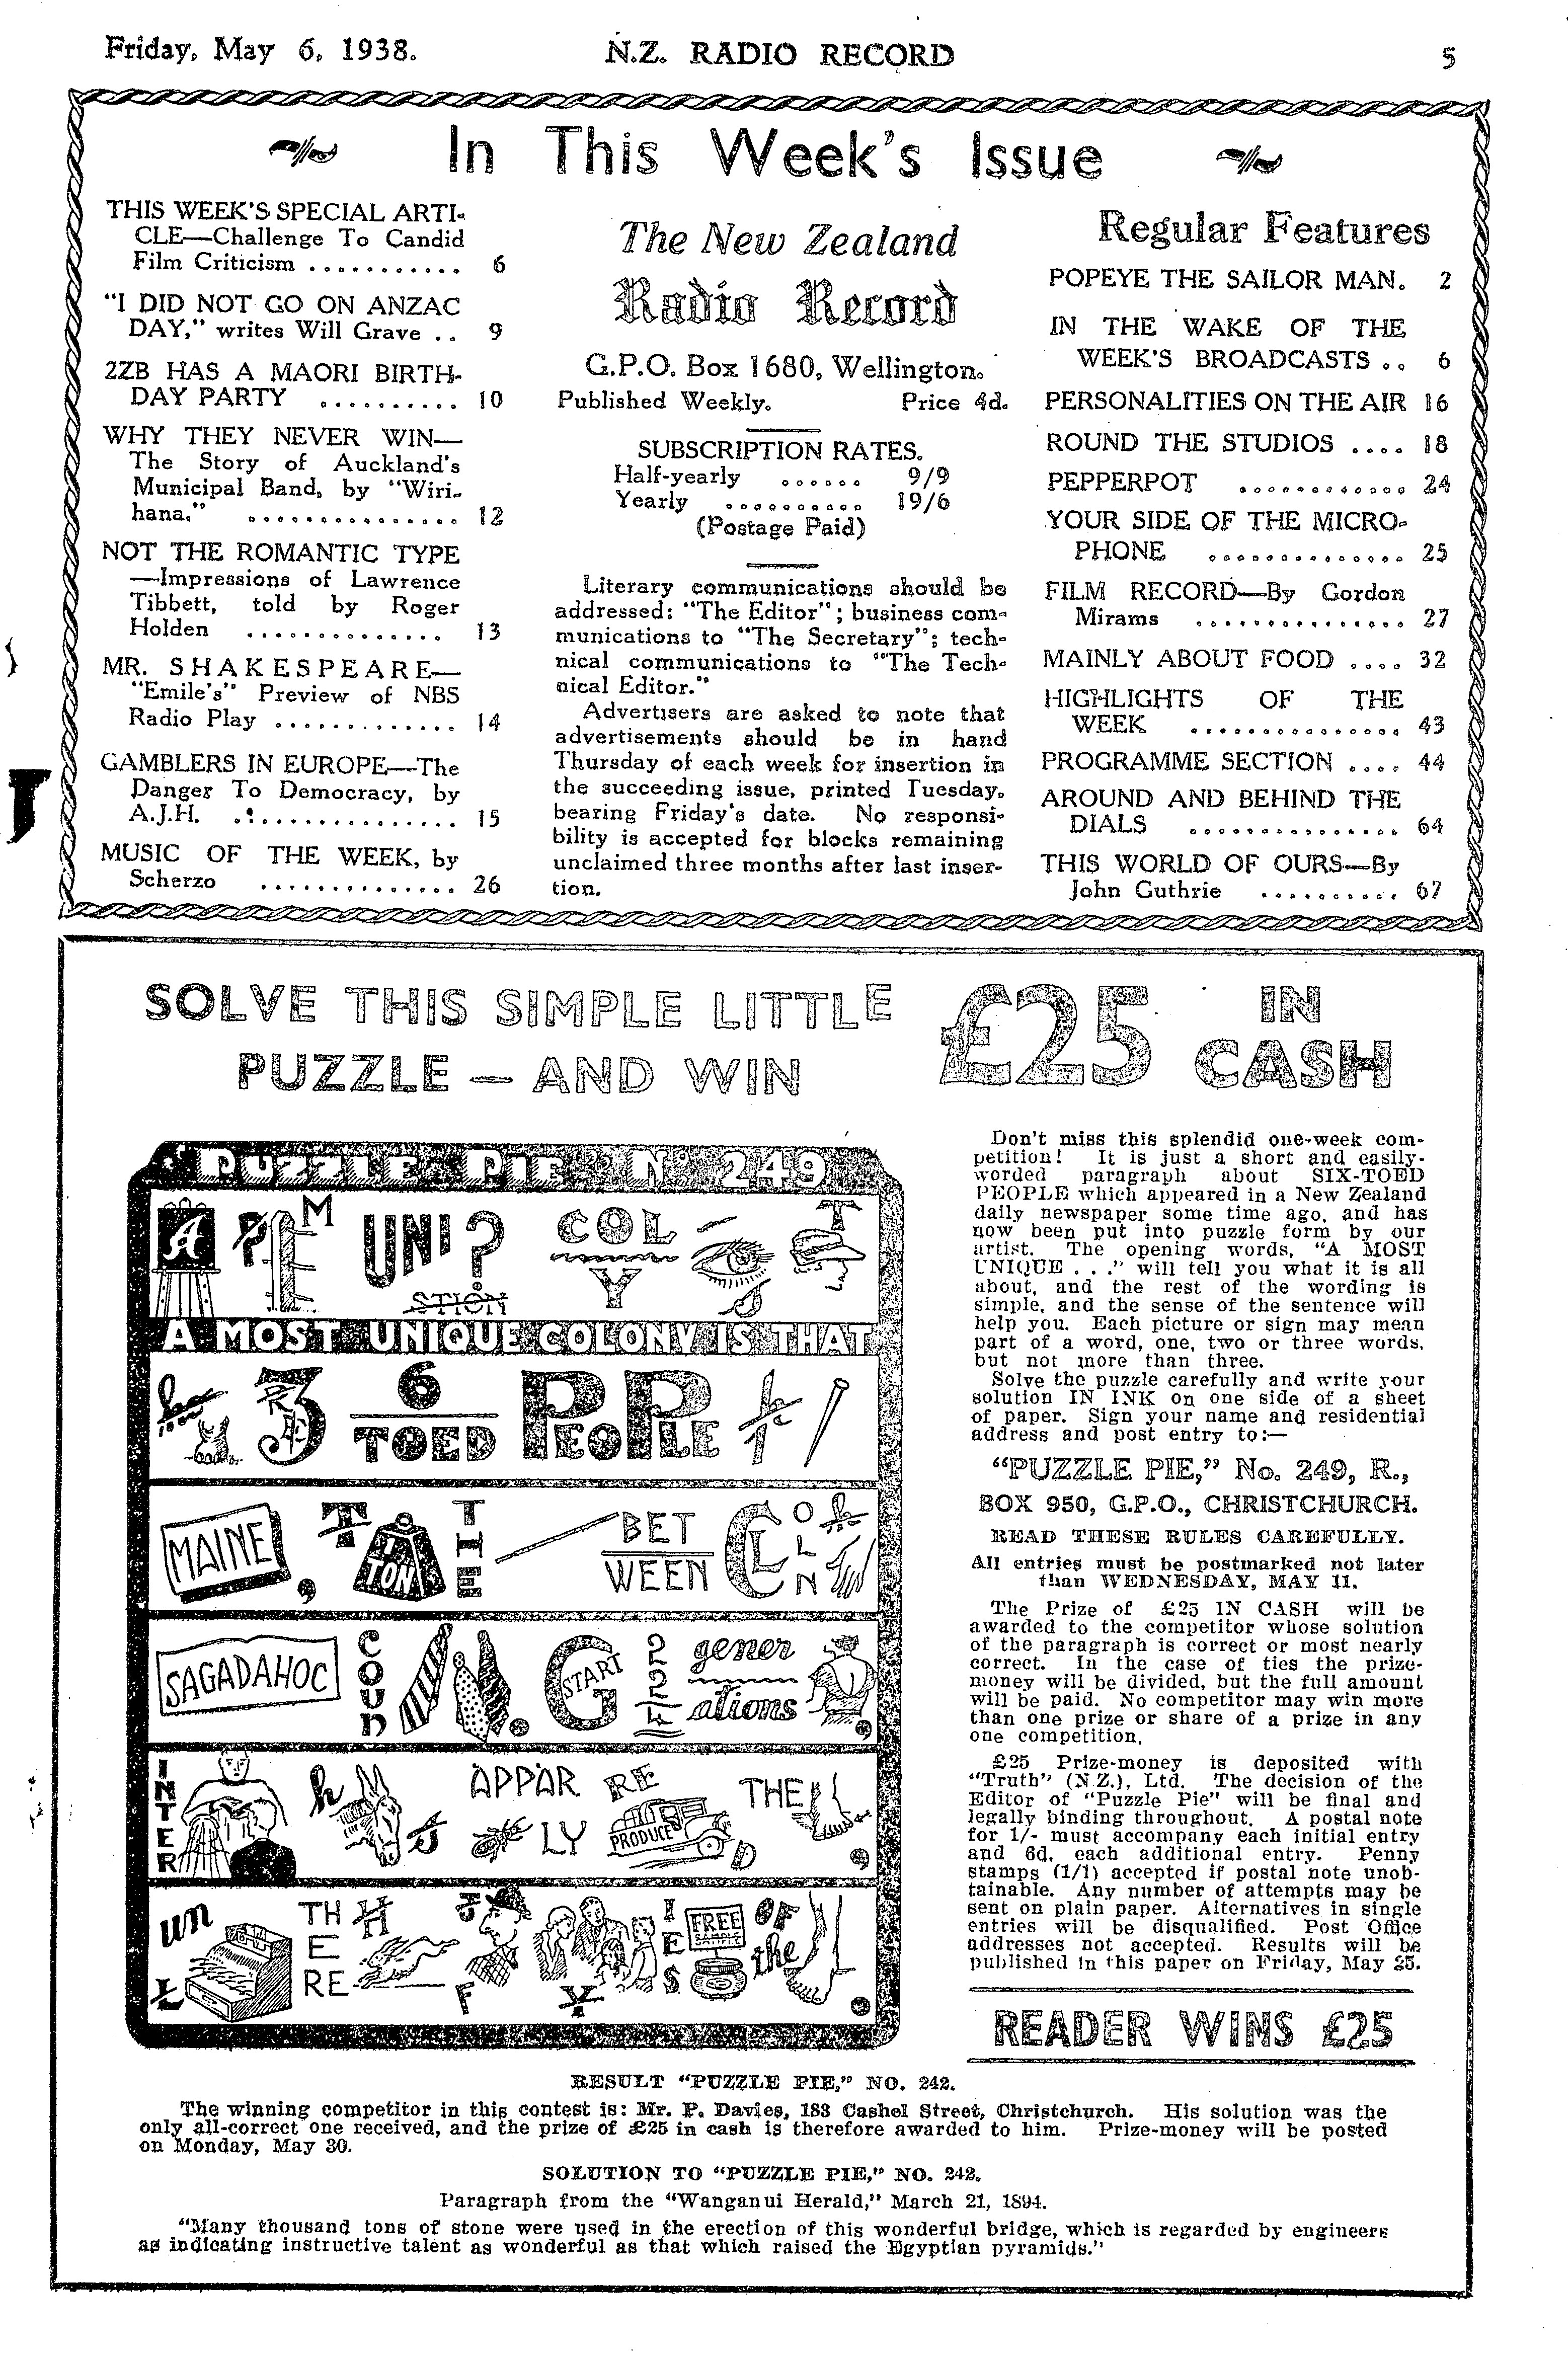 Friday, May 6, 1938.
N.Z. RADIO RECORD
5
In This Week's Issue
THIS WEEK'S SPECIAL ARTI-
CLE—Challenge To Candid
Film Criticism ........... 6
"I DID NOT GO ON ANZAC
DAY," writes Will Grave .. 9
2ZB HAS A MAORI BIRTH-
DAY PARTY .......... 10
WHY THEY NEVER WIN—
The Story of Auckland's
Municipal Band, by "Wiri-
hana." ............... 12
NOT THE ROMANTIC TYPE
—Impressions of Lawrence
Tibbett, told by Roger
Holden .............. 13
MR. SHAKESPEARE—
"Emile's" Preview of NBS
Radio Play ............. 14
GAMBLERS IN EUROPE—The
Danger To Democracy, by
A.J.H. ................ 15
MUSIC OF THE WEEK, by
Scherzo .............. 26
The New Zealand
Radio Record
G.P.O. Box 1680, Wellington.
Published Weekly. Price 4d.
SUBSCRIPTION RATES.
Half-yearly ...... 9/9
Yearly .......... 19/6
(Postage Paid)
Literary communications should be
addressed: "The Editor"; business com-
munications to "The Secretary"; tech-
nical communications to "The Tech-
nical Editor."
Advertisers are asked to note that
advertisements should be in hand
Thursday of each week for insertion in
the succeeding issue, printed Tuesday,
bearing Friday's date. No responsi-
bility is accepted for blocks remaining
unclaimed three months after last inser-
tion.
Regular Features
POPEYE THE SAILOR MAN. 2
IN THE WAKE OF THE
WEEK'S BROADCASTS .. 6
PERSONALITIES ON THE AIR 16
ROUND THE STUDIOS .... 18
PEPPERPOT ............ 24
YOUR SIDE OF THE MICRO-
PHONE .............. 25
FILM RECORD—By Gordon
Mirams ............... 27
MAINLY ABOUT FOOD .... 32
HIGHLIGHTS OF THE
WEEK ............... 43
PROGRAMME SECTION .... 44
AROUND AND BEHIND THE
DIALS ............... 64
THIS WORLD OF OURS—By
John Guthrie .......... 67
SOLVE THIS SIMPLE LITTLE
PUZZLE — AND WIN
£25 IN
CASH
PUZZLE PIE No 249
A P M UNI ? COL T
STION Y
A MOST UNIQUE COLONY IS THAT
3 6 TOED PEOPLE
MAINE, T 1 TON THE BET WEEN C O L L N
SAGADAHOC COUN . G START 2 2 4 gener ations ,
INTER h s APPAR LY RE PRODUCE D THE ,
un L THERE H F V I E S FREE SAMPLE OF the .
Don't miss this splendid one-week com-
petition! It is just a short and easily-
worded paragraph about SIX-TOED
PEOPLE which appeared in a New Zealand
daily newspaper some time ago, and has
now been put into puzzle form by our
artist. The opening words, "A MOST
UNIQUE . . ." will tell you what it is all
about, and the rest of the wording is
simple, and the sense of the sentence will
help you. Each picture or sign may mean
part of a word, one, two or three words,
but not more than three.
Solve the puzzle carefully and write your
solution IN INK on one side of a sheet
of paper. Sign your name and residential
address and post entry to:—
"PUZZLE PIE," No. 249, R.,
BOX 950, G.P.O., CHRISTCHURCH.
READ THESE RULES CAREFULLY.
All entries must be postmarked not later
than WEDNESDAY, MAY 11.
The Prize of £25 IN CASH will be
awarded to the competitor whose solution
of the paragraph is correct or most nearly
correct. In the case of ties the prize-
money will be divided, but the full amount
will be paid. No competitor may win more
than one prize or share of a prize in any
one competition.
£25 Prize-money is deposited with
"Truth" (N.Z.), Ltd. The decision of the
Editor of "Puzzle Pie" will be final and
legally binding throughout. A postal note
for 1/- must accompany each initial entry
and 6d. each additional entry. Penny
stamps (1/1) accepted if postal note unob-
tainable. Any number of attempts may be
sent on plain paper. Alternatives in single
entries will be disqualified. Post Office
addresses not accepted. Results will be
published in this paper on Friday, May 25.
READER WINS £25
RESULT "PUZZLE PIE," NO. 242.
The winning competitor in this contest is: Mr. P. Davies, 183 Cashel Street, Christchurch. His solution was the
only all-correct one received, and the prize of £25 in cash is therefore awarded to him. Prize-money will be posted
on Monday, May 30.
SOLUTION TO "PUZZLE PIE," NO. 242.
Paragraph from the "Wanganui Herald," March 21, 1894.
"Many thousand tons of stone were used in the erection of this wonderful bridge, which is regarded by engineers
as indicating instructive talent as wonderful as that which raised the Egyptian pyramids."